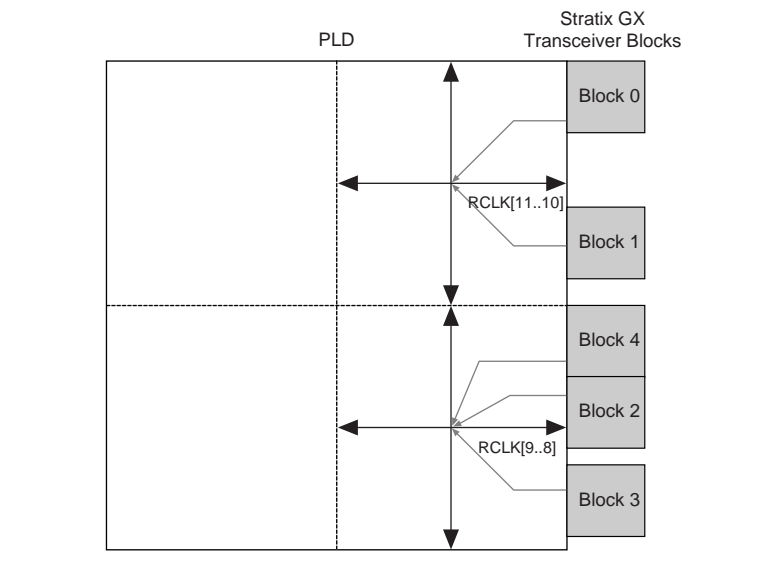 Stratix GX
PLD
Transceiver Blocks
Block 0
RCLK[11..10]
Block 1
Block 4
Block 2
RCLK[9..8]
Block 3